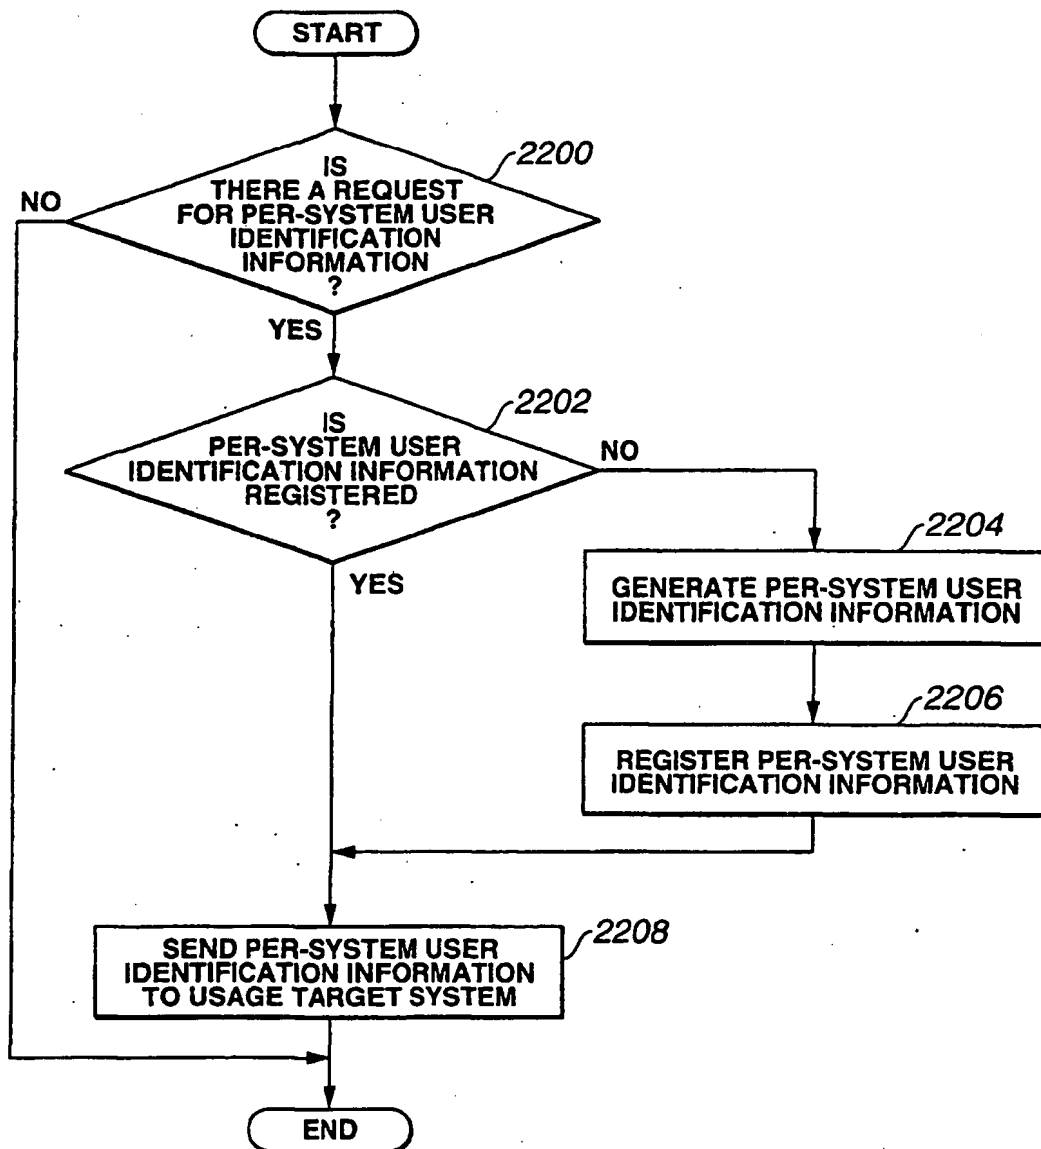 START
2200
IS
THERE A REQUEST
FOR PER-SYSTEM USER
IDENTIFICATION
INFORMATION
?
NO
YES
2202
IS
PER-SYSTEM USER
IDENTIFICATION INFORMATION
REGISTERED
?
NO
YES
2204
GENERATE PER-SYSTEM USER
IDENTIFICATION INFORMATION
2206
REGISTER PER-SYSTEM USER
IDENTIFICATION INFORMATION
2208
SEND PER-SYSTEM USER
IDENTIFICATION INFORMATION
TO USAGE TARGET SYSTEM
END